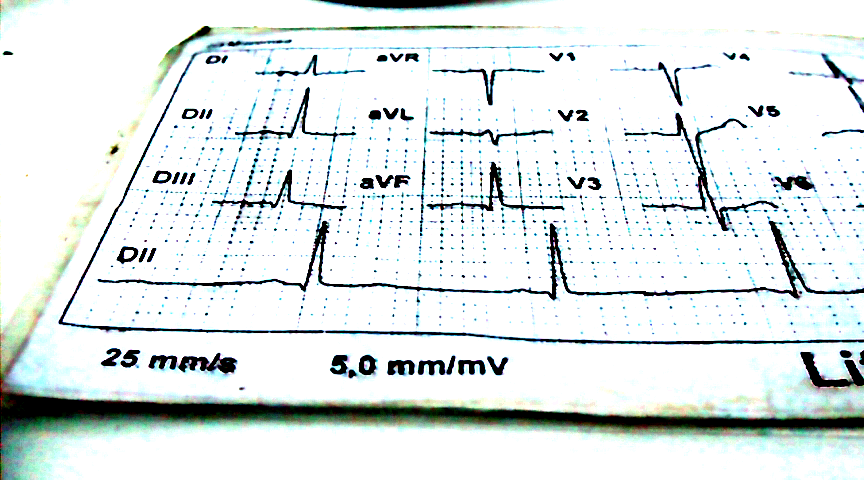 DI aVR V1 V4
DII aVL V2 V5
DIII aVF V3 V6
DII
25 mm/s 5,0 mm/mV